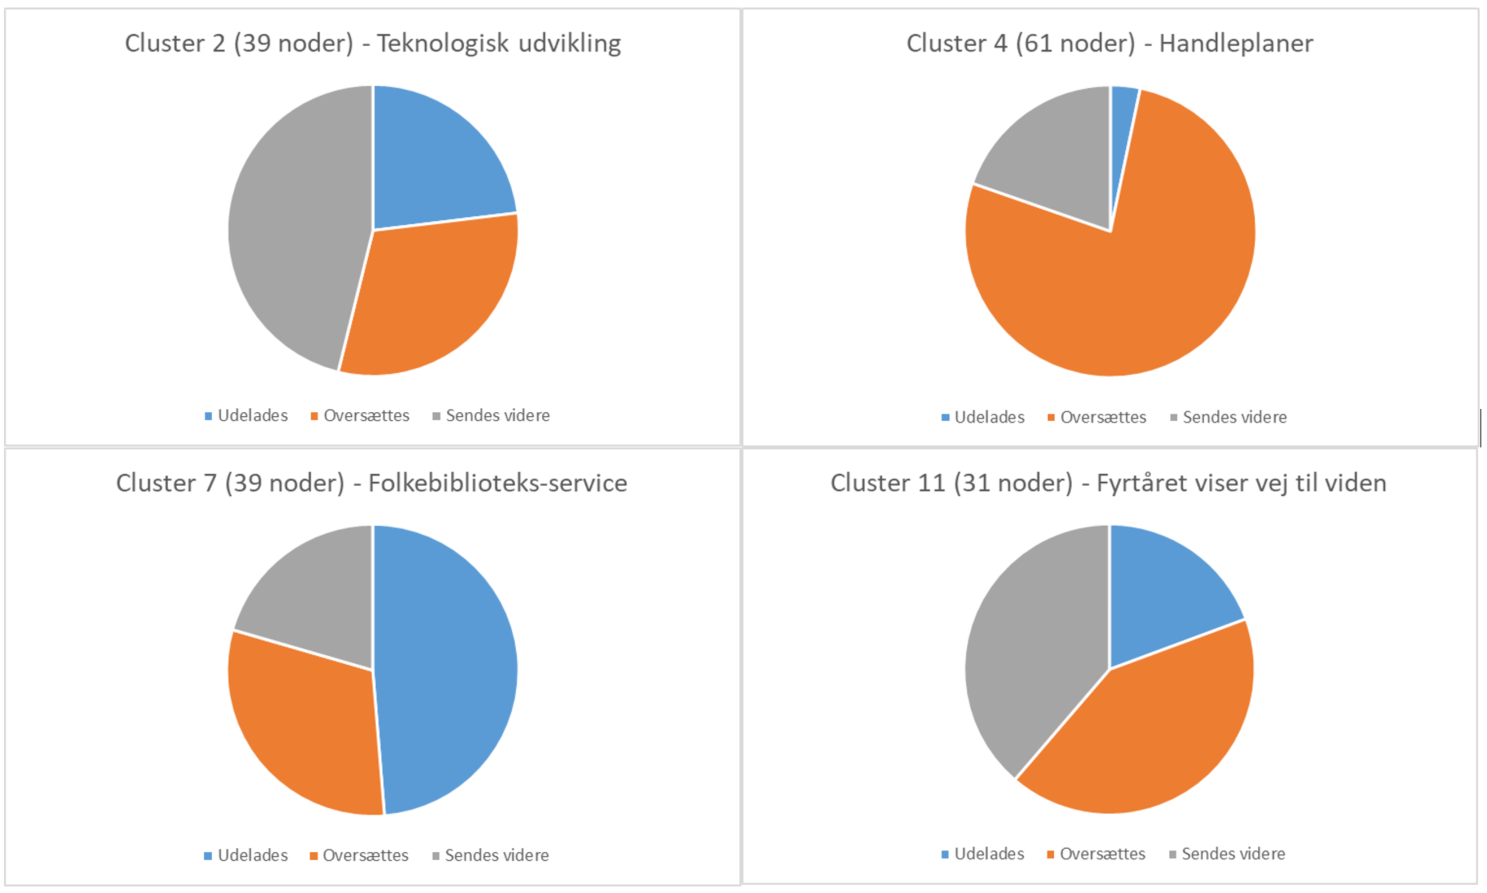 Cluster 2 (39 noder) - Teknologisk udvikling
Udelades Oversættes Sendes videre
Cluster 4 (61 noder) - Handleplaner
Udelades Oversættes Sendes videre
Cluster 7 (39 noder) - Folkebiblioteks-service
Udelades Oversættes Sendes videre
Cluster 11 (31 noder) - Fyrtåret viser vej til viden
Udelades Oversættes Sendes videre